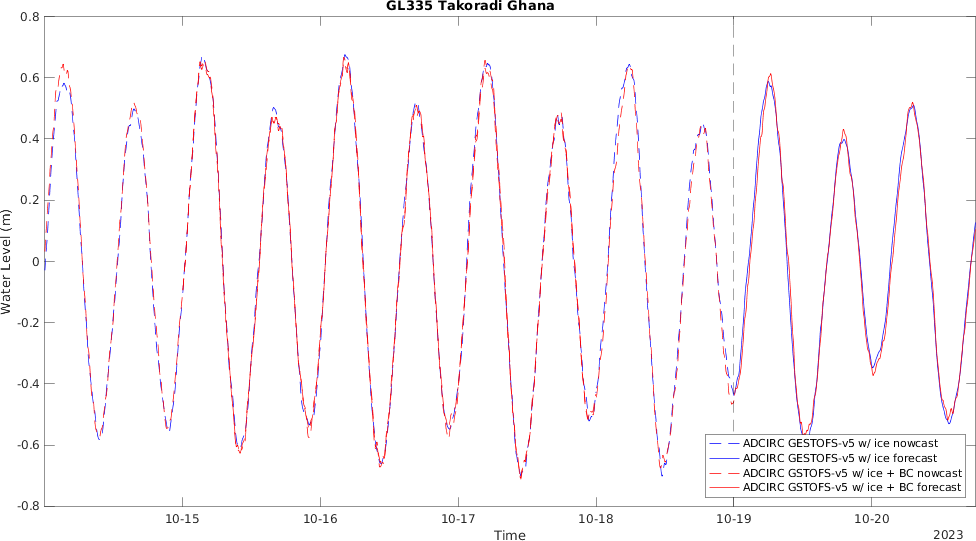 GL335 Takoradi Ghana
0.8
0.6
0.4
0.2
0
-0.2
-0.4
-0.6
-0.8
Water Level (m)
10-15
10-16
10-17
10-18
10-19
10-20
Time
2023
ADCIRC GESTOFS-v5 w/ ice nowcast
ADCIRC GESTOFS-v5 w/ ice forecast
ADCIRC GSTOFS-v5 w/ ice + BC nowcast
ADCIRC GSTOFS-v5 w/ ice + BC forecast